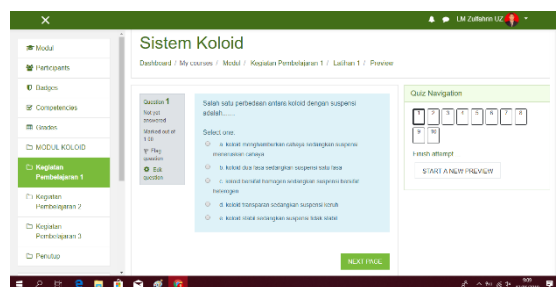 LM Zulfahrin UZ
Modul
Participants
Badges
Competencies
Grades
MODUL KOLOID
Kegiatan
Pembelajaran 1
Kegiatan
Pembelajaran 2
Kegiatan
Pembelajaran 3
Penutup
Sistem Koloid
Dashboard / My courses / Modul / Kegiatan Pembelajaran 1 / Latihan 1 / Preview
Question 1
Not yet
answered
Marked out of
1.00
Flag
question
Edit
question
Salah satu perbedaan antara koloid dengan suspensi
adalah.......
Select one:
a. koloid menghamburkan cahaya sedangkan suspensi
meneruskan cahaya
b. koloid dua fasa sedangkan suspensi satu fasa
c. koloid bersifat homogen sedangkan suspensi bersifat
heterogen
d. koloid transparan sedangkan suspensi keruh
e. koloid stabil sedangkan suspensi tidak stabil
NEXT PAGE
Quiz Navigation
1 2 3 4 5 6 7 8
9 10
Finish attempt
START A NEW PREVIEW